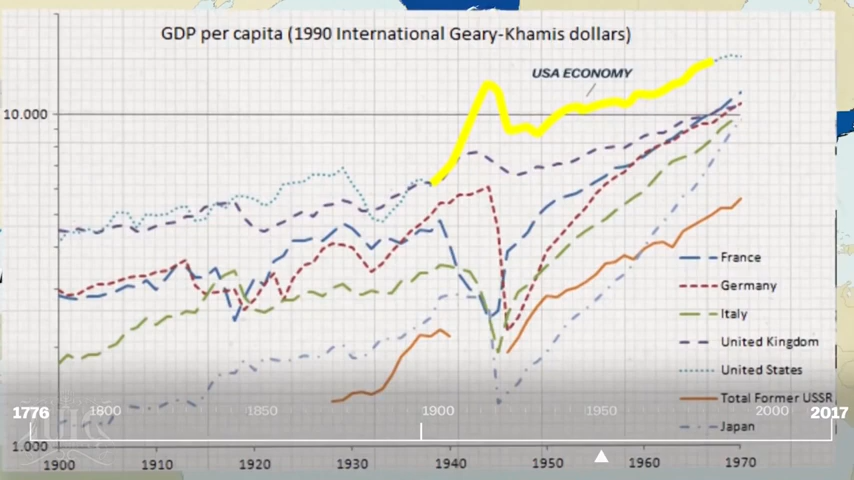 GDP per capita (1990 International Geary-Khamis dollars)
USA ECONOMY
10.000
France
Germany
Italy
United Kingdom
United States
Total Former USSR
Japan
1776 1800 1850 1900 1950 2000 2017
1.000
1900 1910 1920 1930 1940 1950 1960 1970